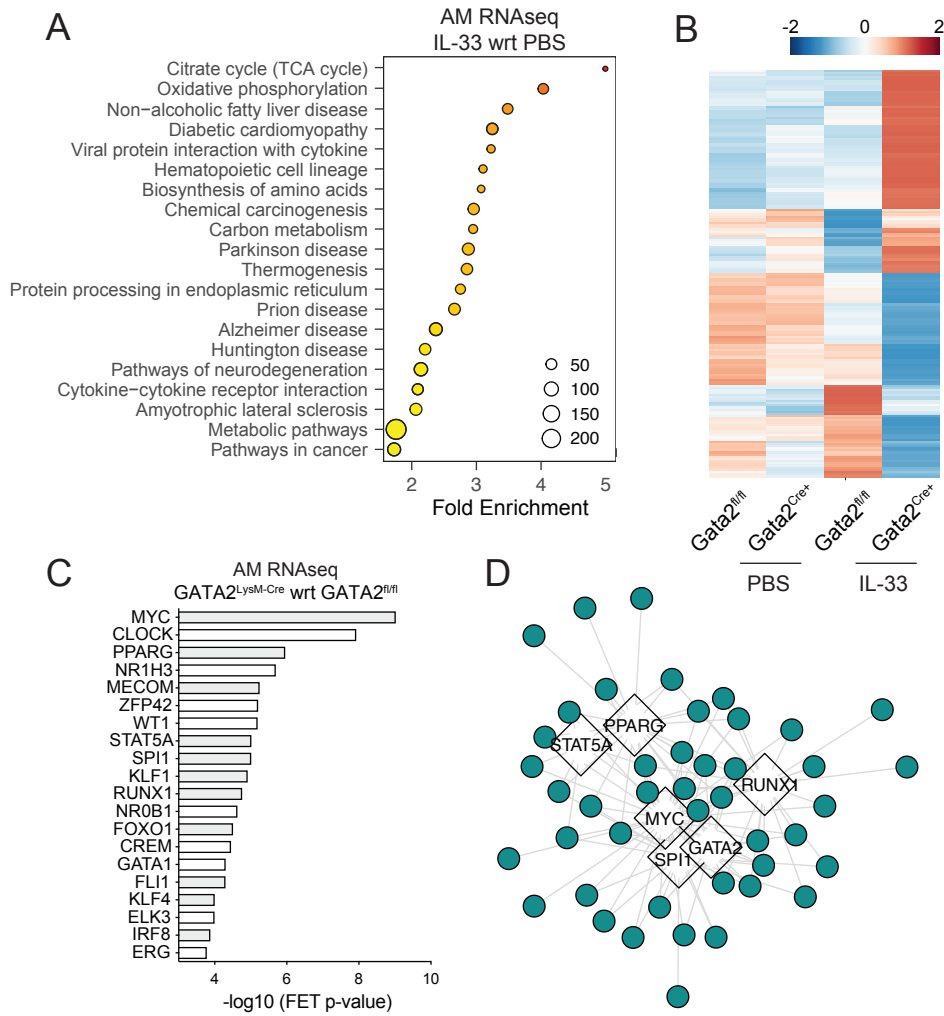 A
AM RNAseq
IL-33 wrt PBS
Citrate cycle (TCA cycle)
Oxidative phosphorylation
Non−alcoholic fatty liver disease
Diabetic cardiomyopathy
Viral protein interaction with cytokine
Hematopoietic cell lineage
Biosynthesis of amino acids
Chemical carcinogenesis
Carbon metabolism
Parkinson disease
Thermogenesis
Protein processing in endoplasmic reticulum
Prion disease
Alzheimer disease
Huntington disease
Pathways of neurodegeneration
Cytokine−cytokine receptor interaction
Amyotrophic lateral sclerosis
Metabolic pathways
Pathways in cancer
50
100
150
200
2 3 4 5
Fold Enrichment
B
-2 0 2
Gata2fl/fl Gata2Cre+ Gata2fl/fl Gata2Cre+
PBS IL-33
C
AM RNAseq
GATA2LysM-Cre wrt GATA2fl/fl
MYC
CLOCK
PPARG
NR1H3
MECOM
ZFP42
WT1
STAT5A
SPI1
KLF1
RUNX1
NR0B1
FOXO1
CREM
GATA1
FLI1
KLF4
ELK3
IRF8
ERG
4 6 8 10
-log10 (FET p-value)
D
PPARG
STAT5A
RUNX1
MYC
GATA2
SPI1